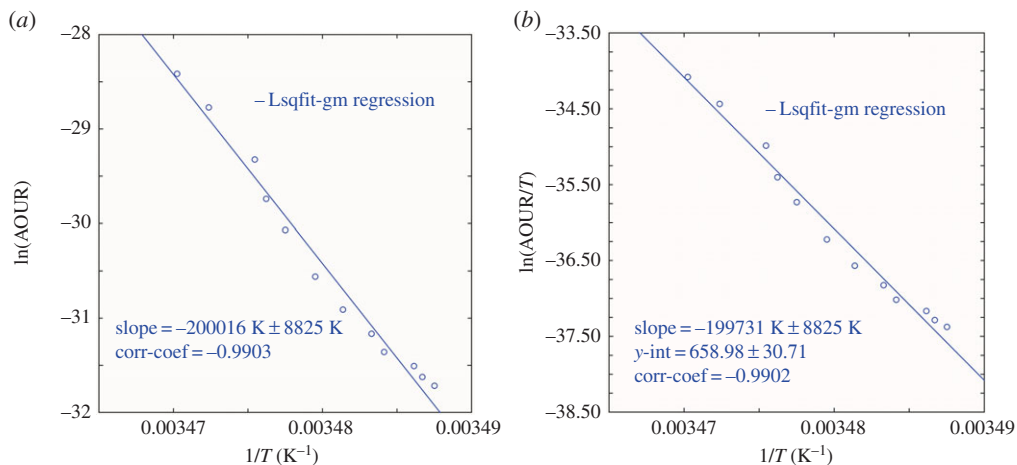 (a)
–28
–29
–30
–31
–32
ln(AOUR)
– Lsqfit-gm regression
slope = –200016 K ± 8825 K
corr-coef = –0.9903
0.00347 0.00348 0.00349
1/T (K–1)
(b)
–33.50
–34.50
–35.50
–36.50
–37.50
–38.50
ln(AOUR/T)
– Lsqfit-gm regression
slope = –199731 K ± 8825 K
y-int = 658.98 ± 30.71
corr-coef = –0.9902
0.00347 0.00348 0.00349
1/T (K–1)